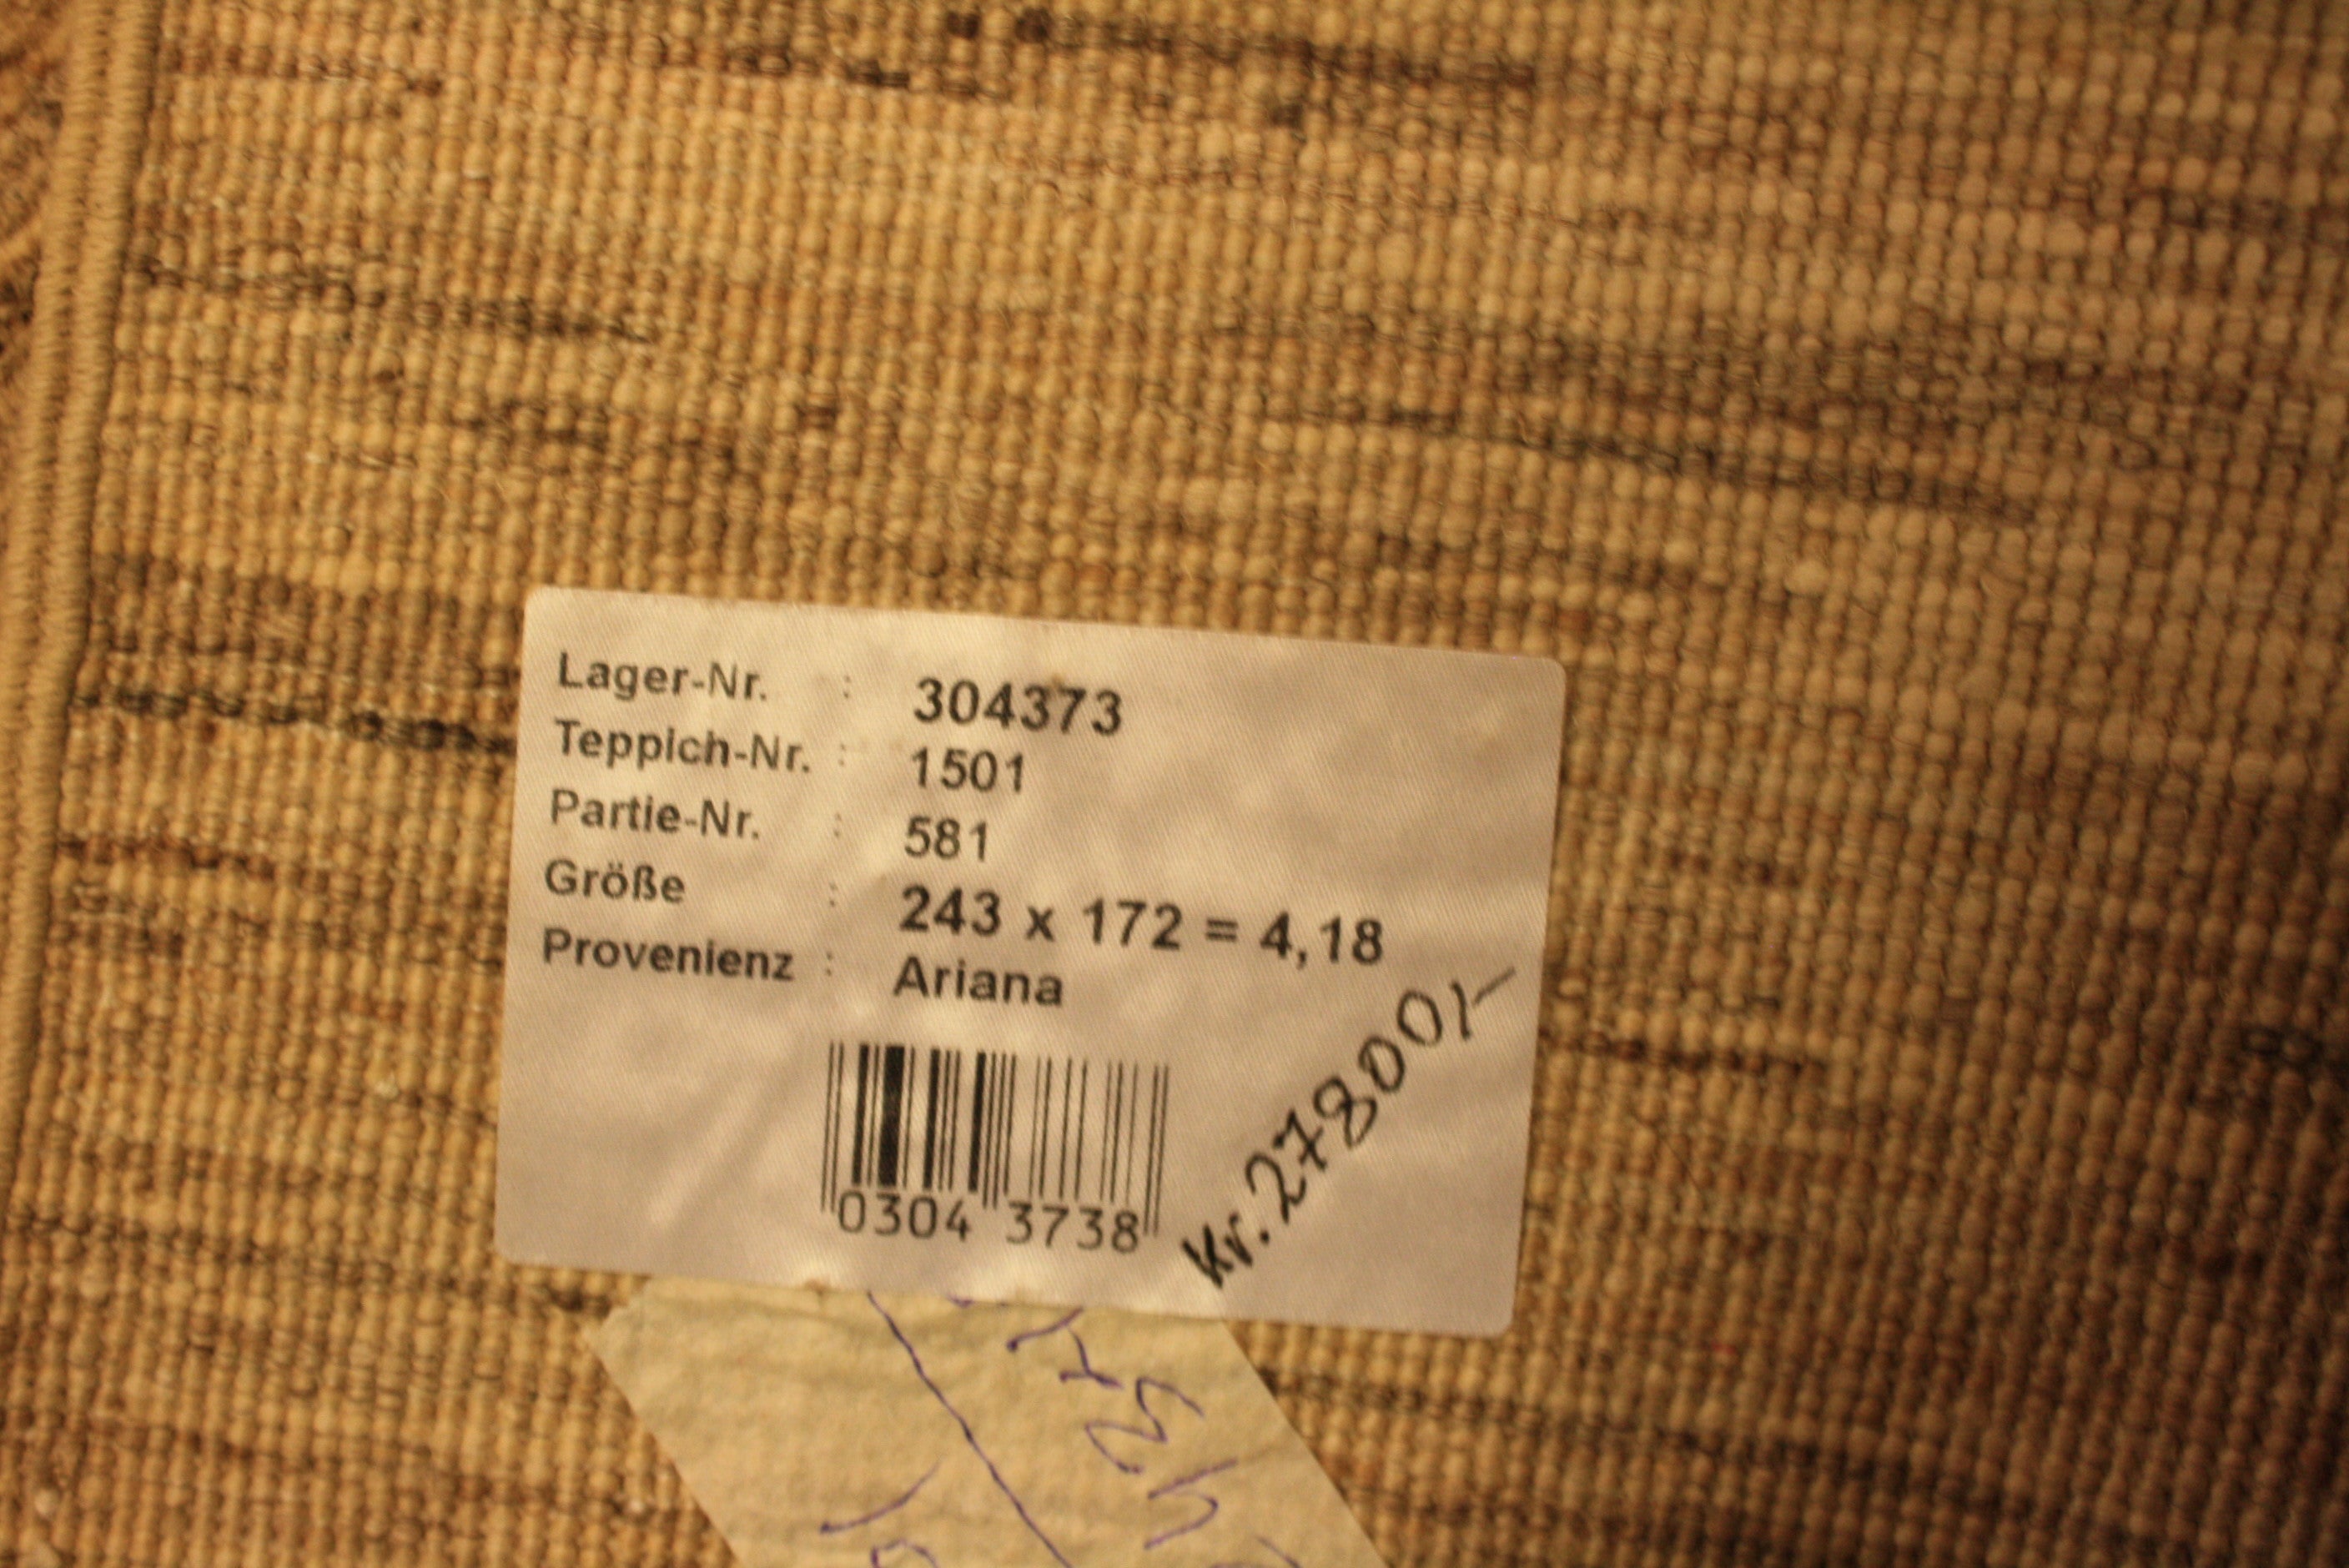 Lager-Nr. : 304373
Teppich-Nr. : 1501
Partie-Nr. : 581
Größe : 243 x 172 = 4,18
Provenienz : Ariana
0304 3738
Kr. 27800,-